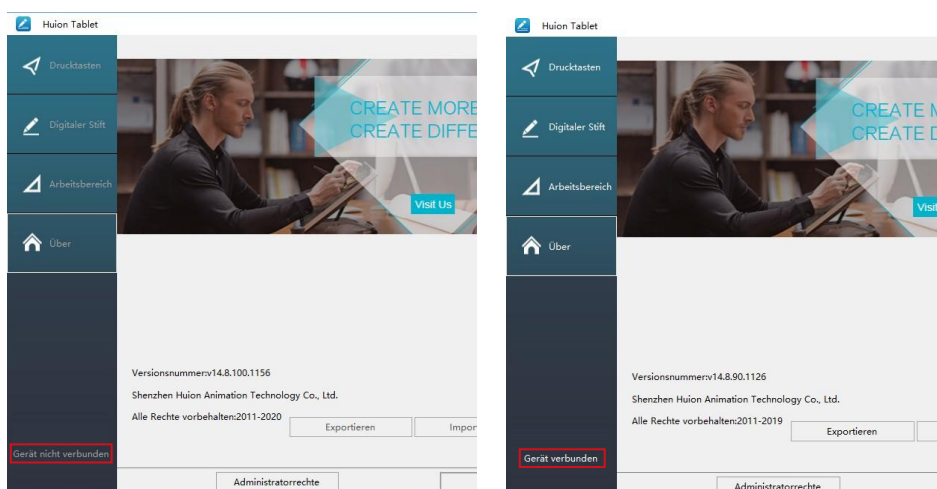 Huion Tablet
Drucktasten
Digitaler Stift
Arbeitsbereich
Über
CREATE MORE
CREATE DIFFE
Visit Us
Versionsnummer:v14.8.100.1156
Shenzhen Huion Animation Technology Co., Ltd.
Alle Rechte vorbehalten:2011-2020
Exportieren
Impor
Gerät nicht verbunden
Administratorrechte
Huion Tablet
Drucktasten
Digitaler Stift
Arbeitsbereich
Über
CREATE M
CREATE D
Visit
Versionsnummer:v14.8.90.1126
Shenzhen Huion Animation Technology Co., Ltd.
Alle Rechte vorbehalten:2011-2019
Exportieren
Gerät verbunden
Administratorrechte